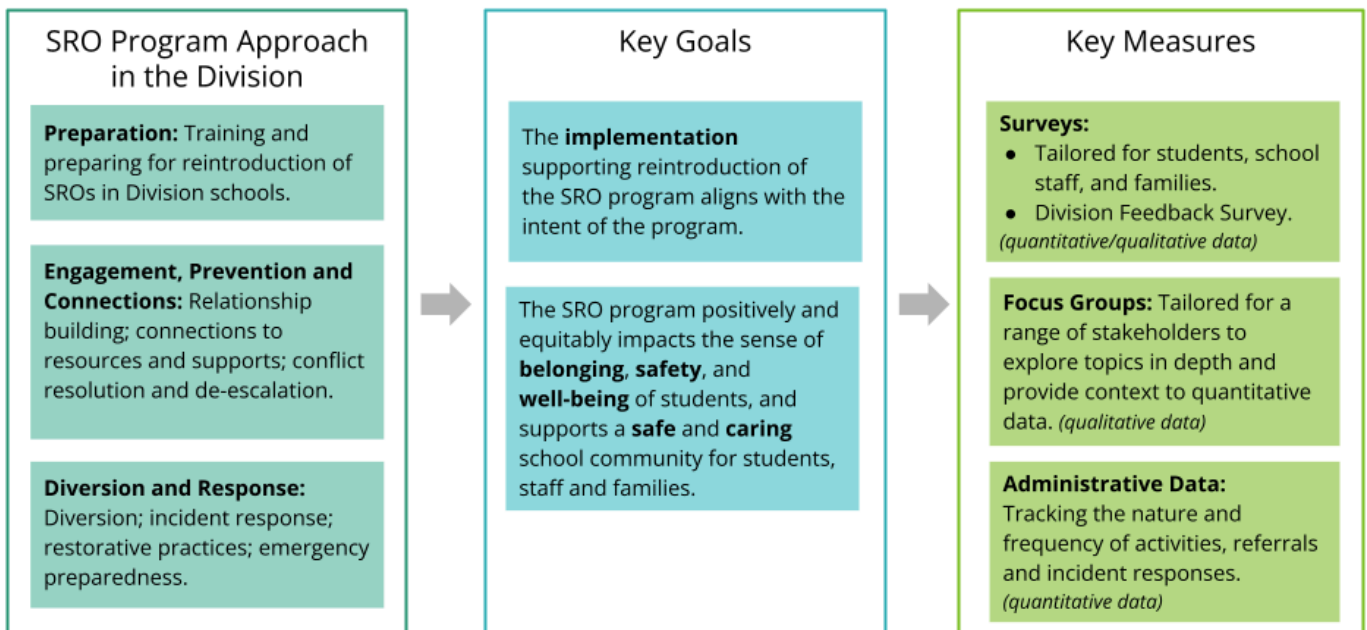 SRO Program Approach
in the Division
Preparation: Training and
preparing for reintroduction of
SROs in Division schools.
Engagement, Prevention and
Connections: Relationship
building; connections to
resources and supports; conflict
resolution and de-escalation.
Diversion and Response:
Diversion; incident response;
restorative practices; emergency
preparedness.
Key Goals
The implementation
supporting reintroduction of
the SRO program aligns with the
intent of the program.
The SRO program positively and
equitably impacts the sense of
belonging, safety, and
well-being of students, and
supports a safe and caring
school community for students,
staff and families.
Key Measures
Surveys:
● Tailored for students, school
staff, and families.
● Division Feedback Survey.
(quantitative/qualitative data)
Focus Groups: Tailored for a
range of stakeholders to
explore topics in depth and
provide context to quantitative
data. (qualitative data)
Administrative Data:
Tracking the nature and
frequency of activities, referrals
and incident responses.
(quantitative data)